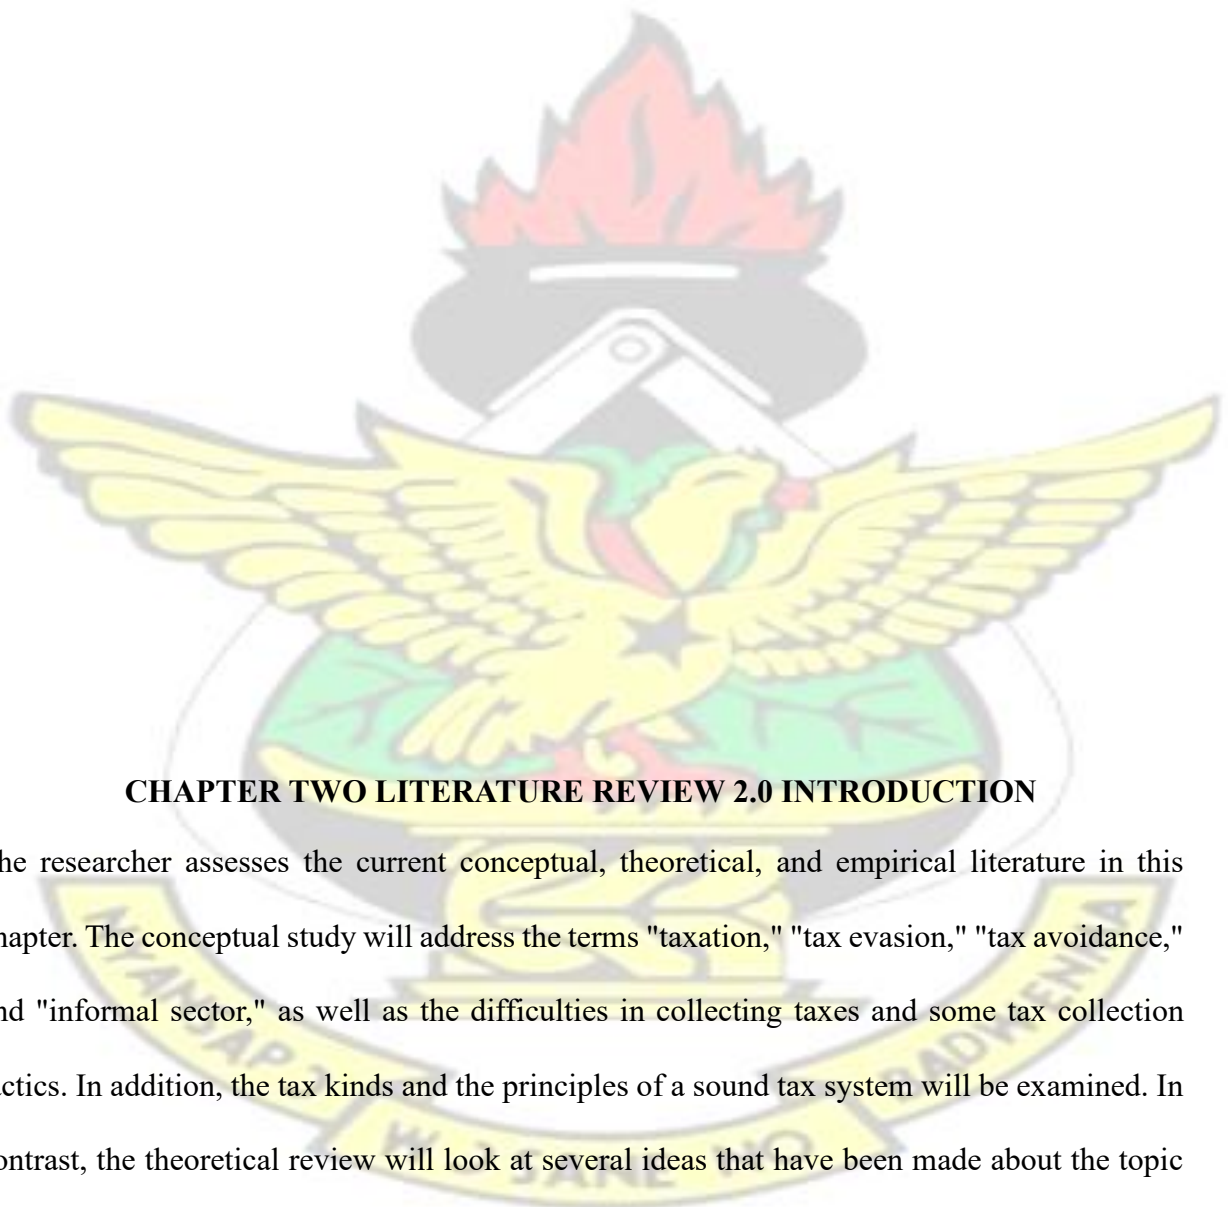 CHAPTER TWO LITERATURE REVIEW 2.0 INTRODUCTION
he researcher assesses the current conceptual, theoretical, and empirical literature in this
hapter. The conceptual study will address the terms "taxation," "tax evasion," "tax avoidance,"
nd "informal sector," as well as the difficulties in collecting taxes and some tax collection
actics. In addition, the tax kinds and the principles of a sound tax system will be examined. In
ontrast, the theoretical review will look at several ideas that have been made about the topic
SANE NO